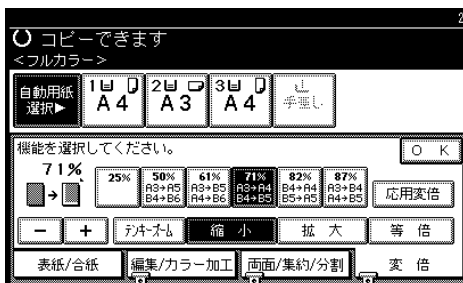 2
コピーできます
<フルカラー>
自動用紙選択▶
1 A4
2 A3
3 A4
手差し
機能を選択してください。
OK
71%
25%
50% A3→A5 B4→B6
61% A3→B5 A4→B6
71% A3→A4 B4→B5
82% B4→A4 B5→A5
87% A3→B4 A4→B5
応用変倍
− + テンキーズーム 縮小 拡大 等倍
表紙/合紙 編集/カラー加工 両面/集約/分割 変倍